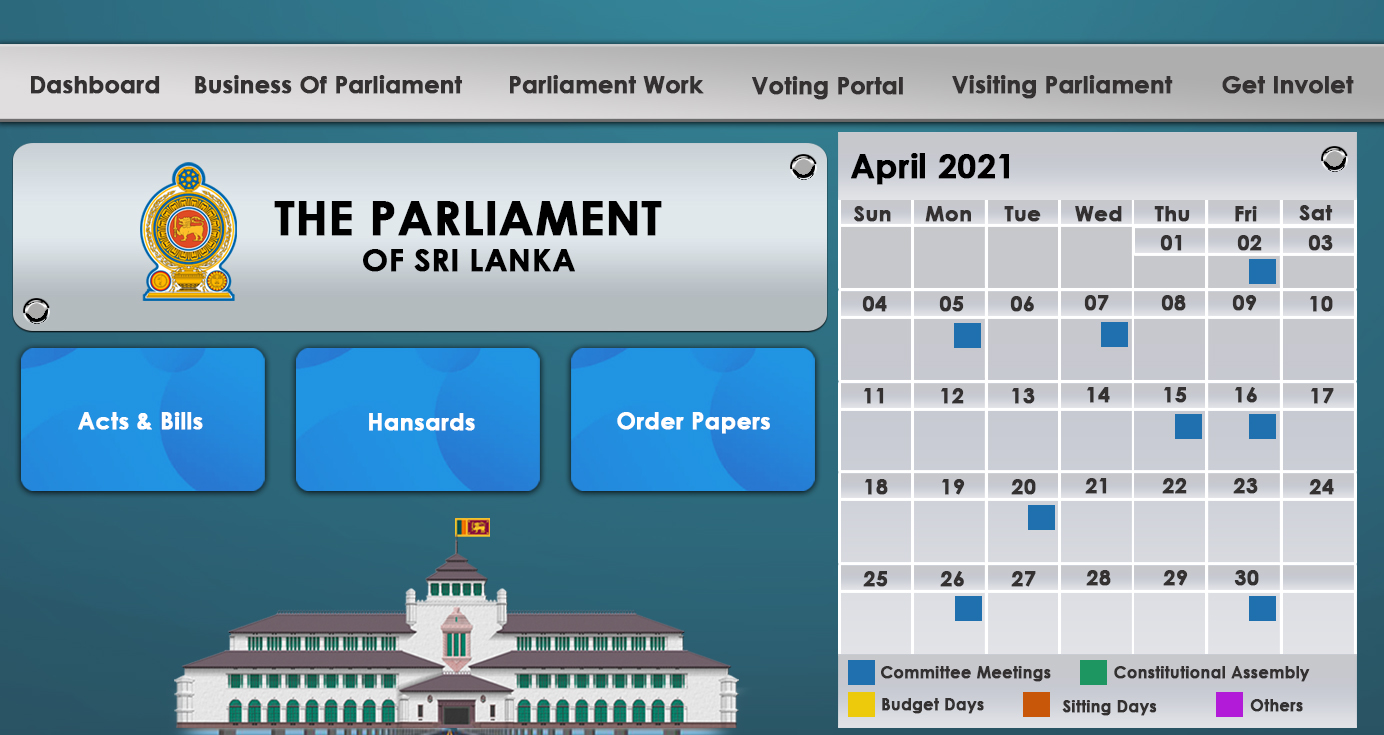 Dashboard Business Of Parliament Parliament Work Voting Portal Visiting Parliament Get Involet
THE PARLIAMENT
OF SRI LANKA
Acts & Bills
Hansards
Order Papers
April 2021
Sun Mon Tue Wed Thu Fri Sat
01 02 03
04 05 06 07 08 09 10
11 12 13 14 15 16 17
18 19 20 21 22 23 24
25 26 27 28 29 30
Committee Meetings Constitutional Assembly
Budget Days Sitting Days Others